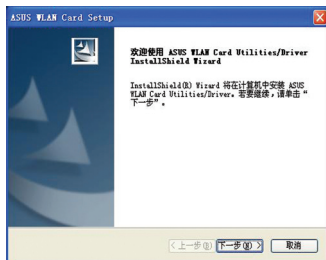 ASUS WLAN Card Setup
欢迎使用 ASUS WLAN Card Utilities/Driver
InstallShield Wizard
InstallShield(R) Wizard 将在计算机中安装 ASUS
WLAN Card Utilities/Driver。若要继续，请单击“
下一步”。
<上一步(B) 下一步(N)> 取消